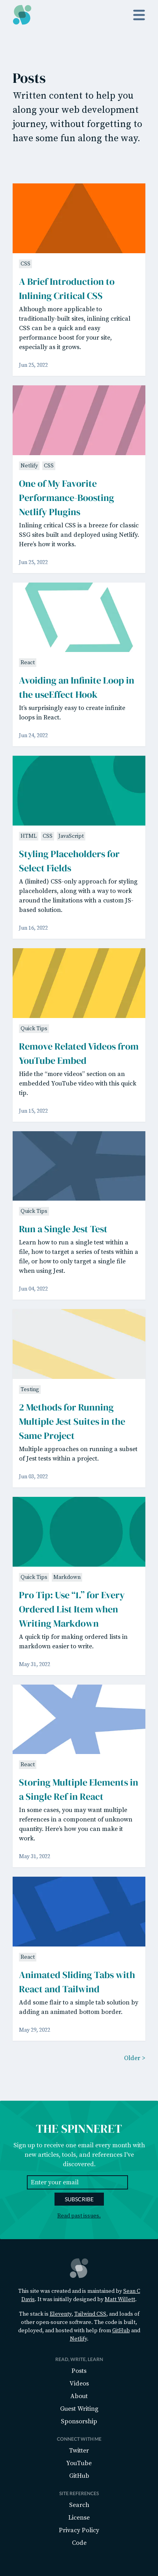 Posts
Written content to help you
along your web development
journey, without forgetting to
have some fun along the way.
CSS
A Brief Introduction to
Inlining Critical CSS
Although more applicable to
traditionally-built sites, inlining critical
CSS can be a quick and easy
performance boost for your site,
especially as it grows.
Jun 25, 2022
Netlify CSS
One of My Favorite
Performance-Boosting
Netlify Plugins
Inlining critical CSS is a breeze for classic
SSG sites built and deployed using Netlify.
Here's how it works.
Jun 25, 2022
React
Avoiding an Infinite Loop in
the useEffect Hook
It's surprisingly easy to create infinite
loops in React.
Jun 24, 2022
HTML CSS JavaScript
Styling Placeholders for
Select Fields
A (limited) CSS-only approach for styling
placeholders, along with a way to work
around the limitations with a custom JS-
based solution.
Jun 16, 2022
Quick Tips
Remove Related Videos from
YouTube Embed
Hide the "more videos" section on an
embedded YouTube video with this quick
tip.
Jun 15, 2022
Quick Tips
Run a Single Jest Test
Learn how to run a single test within a
file, how to target a series of tests within a
file, or how to only target a single file
when using Jest.
Jun 04, 2022
Testing
2 Methods for Running
Multiple Jest Suites in the
Same Project
Multiple approaches on running a subset
of Jest tests within a project.
Jun 03, 2022
Quick Tips Markdown
Pro Tip: Use "1." for Every
Ordered List Item when
Writing Markdown
A quick tip for making ordered lists in
markdown easier to write.
May 31, 2022
React
Storing Multiple Elements in
a Single Ref in React
In some cases, you may want multiple
references in a component of unknown
quantity. Here's how you can make it
work.
May 31, 2022
React
Animated Sliding Tabs with
React and Tailwind
Add some flair to a simple tab solution by
adding an animated bottom border.
May 29, 2022
Older >
THE SPINNERET
Sign up to receive one email every month with
new articles, tools, and references I've
discovered.
Enter your email
SUBSCRIBE
Read past issues.
This site was created and is maintained by Sean C
Davis. It was initially designed by Matt Willett.
The stack is Eleventy, Tailwind CSS, and loads of
vanilla JavaScript. The code is built, of type,
deployed, and hosted with help from GitHub and
Netlify.
READ, WRITE, LEARN
Posts
Videos
About
Guest Writing
Sponsorship
CONNECT WITH ME
Twitter
YouTube
GitHub
SITE REFERENCES
Search
License
Privacy Policy
Code